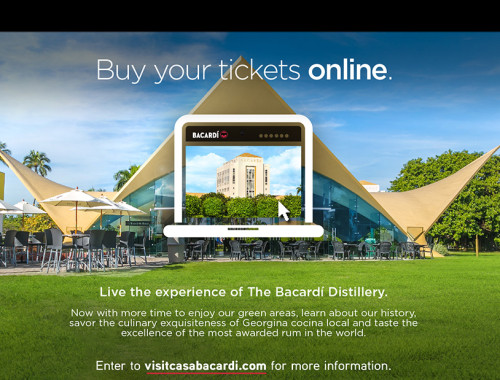 Buy your tickets online.
BACARDÍ
Live the experience of The Bacardí Distillery.
Now with more time to enjoy our green areas, learn about our history,
savor the culinary exquisiteness of Georgina cocina local and taste the
excellence of the most awarded rum in the world.
Enter to visitcasabacardi.com for more information.